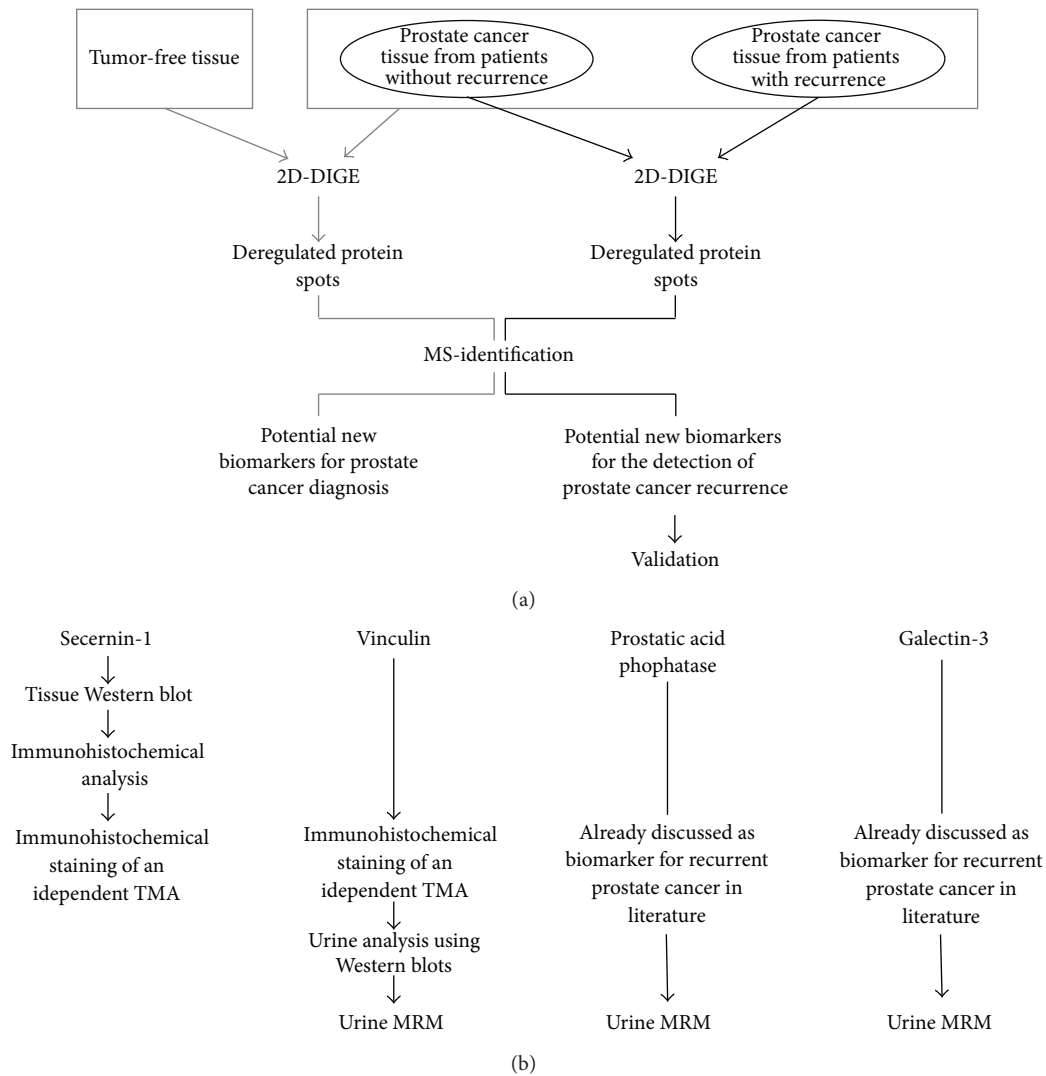 Tumor-free tissue
Prostate cancer
tissue from patients
without recurrence
Prostate cancer
tissue from patients
with recurrence
2D-DIGE
2D-DIGE
Deregulated protein
spots
Deregulated protein
spots
MS-identification
Potential new
biomarkers for prostate
cancer diagnosis
Potential new biomarkers
for the detection of
prostate cancer recurrence
Validation
(a)
Secernin-1
Tissue Western blot
Immunohistochemical
analysis
Immunohistochemical
staining of an
idependent TMA
Vinculin
Immunohistochemical
staining of an
idependent TMA
Urine analysis using
Western blots
Urine MRM
Prostatic acid
phophatase
Already discussed as
biomarker for recurrent
prostate cancer in
literature
Urine MRM
Galectin-3
Already discussed as
biomarker for recurrent
prostate cancer in
literature
Urine MRM
(b)